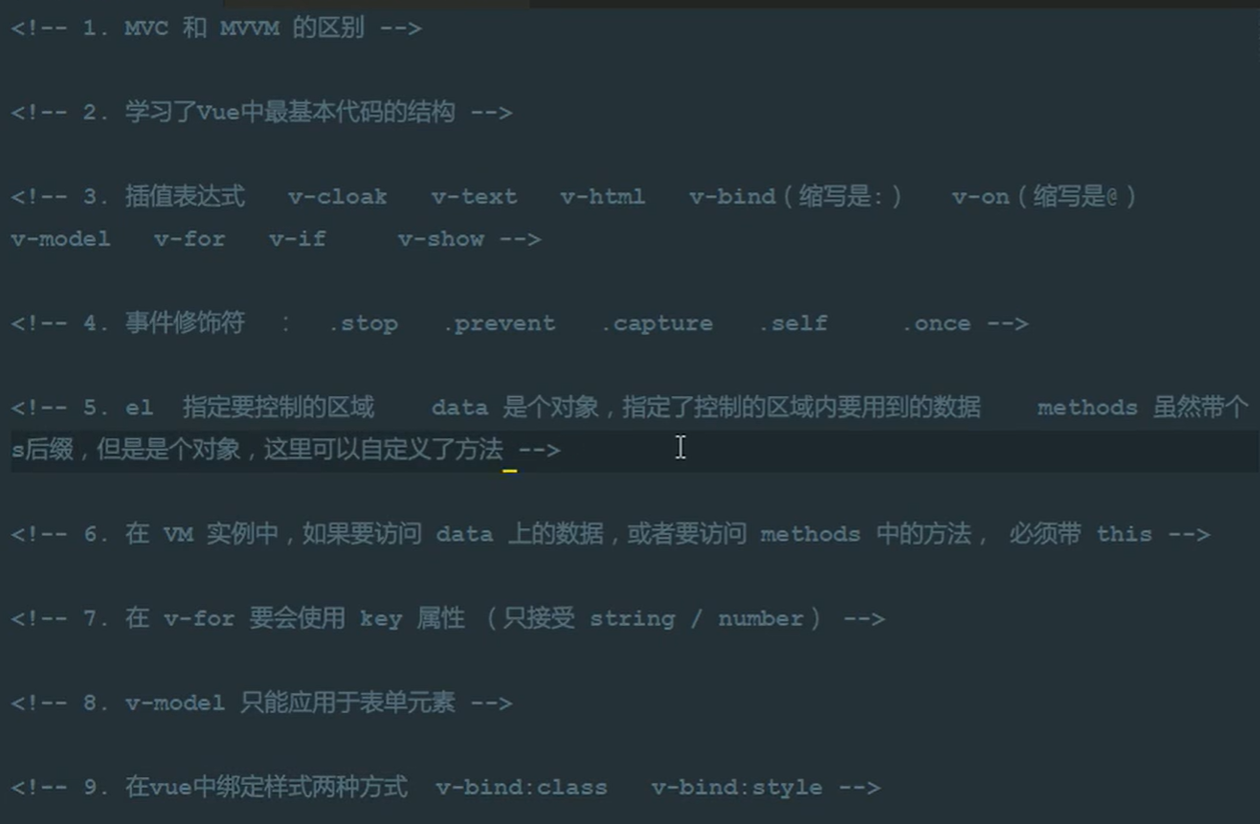 <!-- 1. MVC 和 MVVM 的区别 -->
<!-- 2. 学习了Vue中最基本代码的结构 -->
<!-- 3. 插值表达式 v-cloak v-text v-html v-bind（缩写是:） v-on（缩写是@）
v-model v-for v-if v-show -->
<!-- 4. 事件修饰符 ： .stop .prevent .capture .self .once -->
<!-- 5. el 指定要控制的区域 data 是个对象，指定了控制的区域内要用到的数据 methods 虽然带个
s后缀，但是是个对象，这里可以自定义了方法 -->
<!-- 6. 在 VM 实例中，如果要访问 data 上的数据，或者要访问 methods 中的方法， 必须带 this -->
<!-- 7. 在 v-for 要会使用 key 属性 （只接受 string / number） -->
<!-- 8. v-model 只能应用于表单元素 -->
<!-- 9. 在vue中绑定样式两种方式 v-bind:class v-bind:style -->